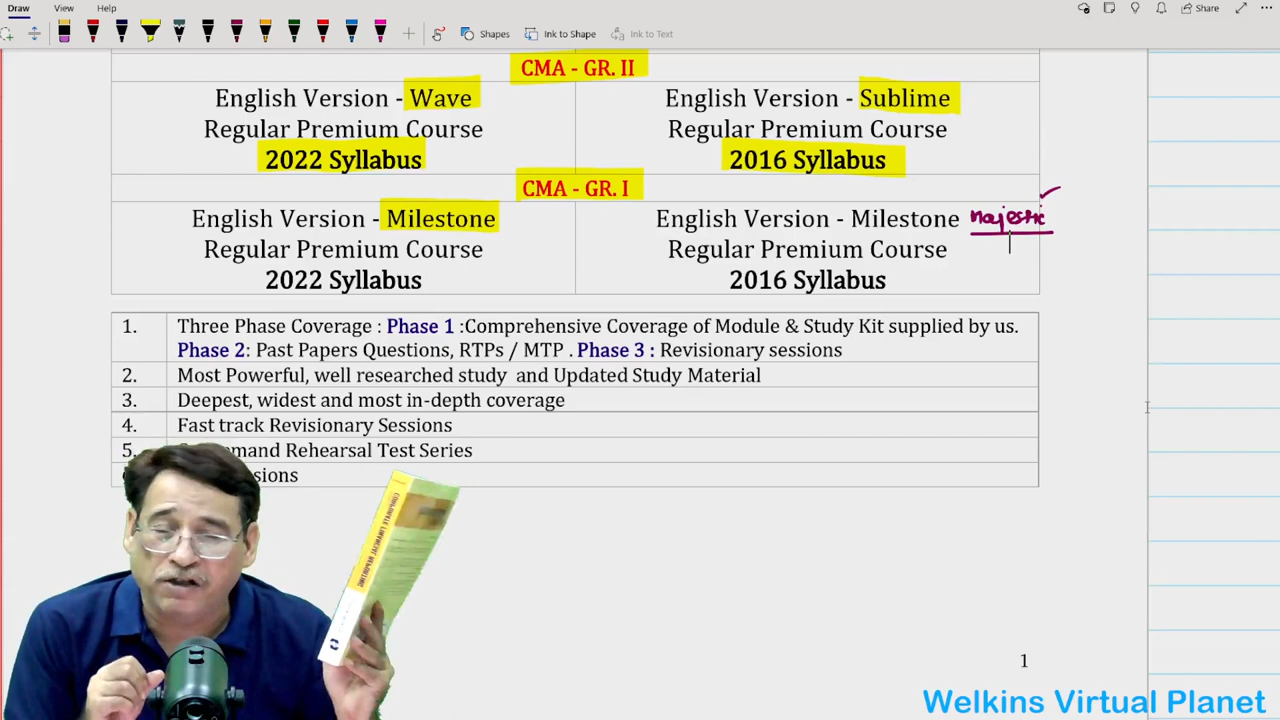 Draw View Help Share
Shapes Ink to Shape Ink to Text
CMA - GR. II
English Version - Wave
Regular Premium Course
2022 Syllabus
English Version - Sublime
Regular Premium Course
2016 Syllabus
CMA - GR. I
English Version - Milestone
Regular Premium Course
2022 Syllabus
English Version - Milestone majestic
Regular Premium Course
2016 Syllabus
1. Three Phase Coverage : Phase 1 :Comprehensive Coverage of Module & Study Kit supplied by us.
Phase 2: Past Papers Questions, RTPs / MTP . Phase 3 : Revisionary sessions
2. Most Powerful, well researched study and Updated Study Material
3. Deepest, widest and most in-depth coverage
4. Fast track Revisionary Sessions
5. Rehearsal Test Series
CORPORATE FINANCIAL REPORTING
1
Welkins Virtual Planet